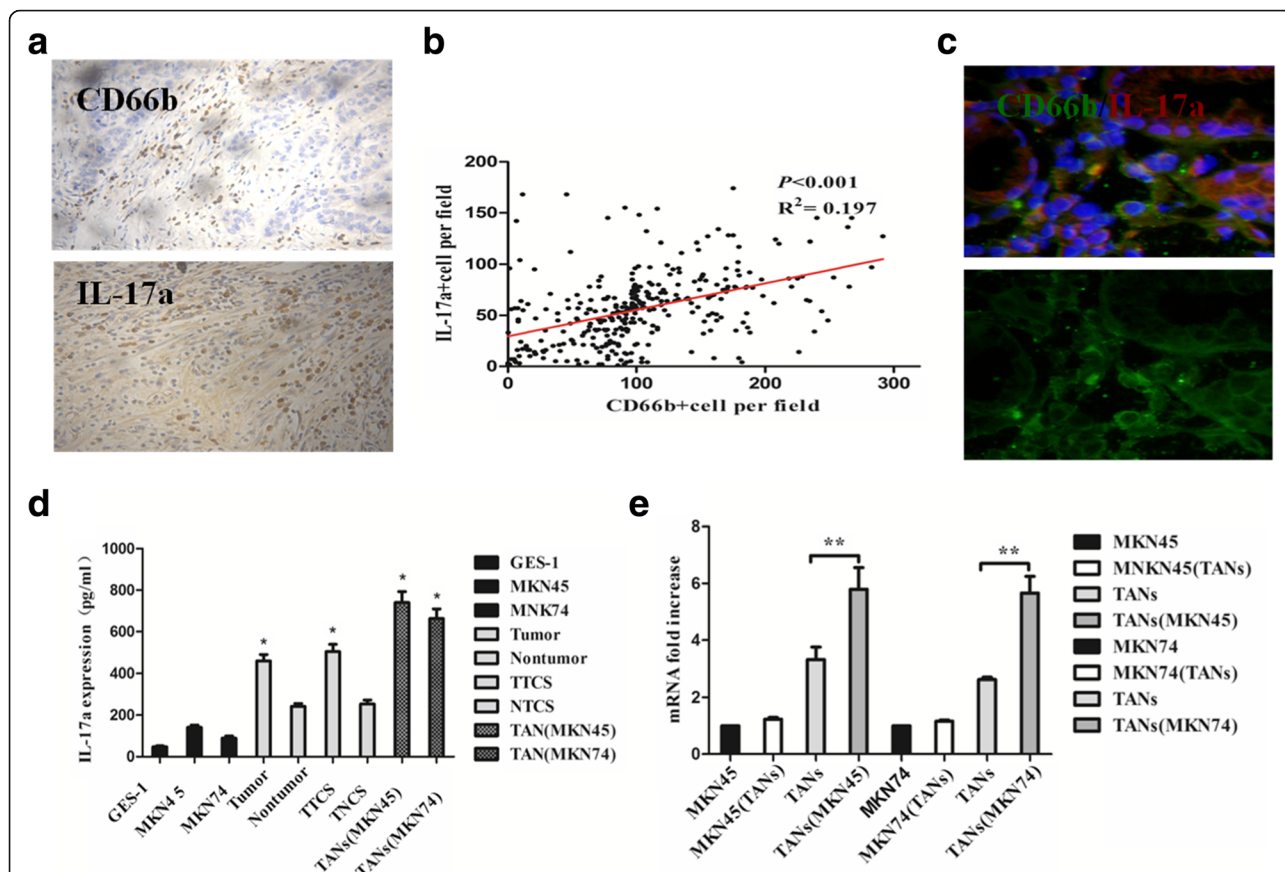 a
CD66b
IL-17a
b
200
150
100
50
0
IL-17a+cell per field
P<0.001
R²= 0.197
0
100
200
300
CD66b+cell per field
c
CD66b/IL-17a
d
1000
800
600
400
200
0
IL-17a expression (pg/ml)
*
*
*
*
GES-1
MKN4 5
MKN74
Tumor
Nontumor
TTCS
TNCS
TANs(MKN45)
TANs(MKN74)
GES-1
MKN45
MNK74
Tumor
Nontumor
TTCS
NTCS
TAN(MKN45)
TAN(MKN74)
e
8
6
4
2
0
mRNA fold increase
**
**
MKN45
MKN45(TANs)
TANs
TANs(MKN45)
MKN74
MKN74(TANs)
TANs
TANs(MKN74)
MKN45
MNKN45(TANs)
TANs
TANs(MKN45)
MKN74
MKN74(TANs)
TANs
TANs(MKN74)